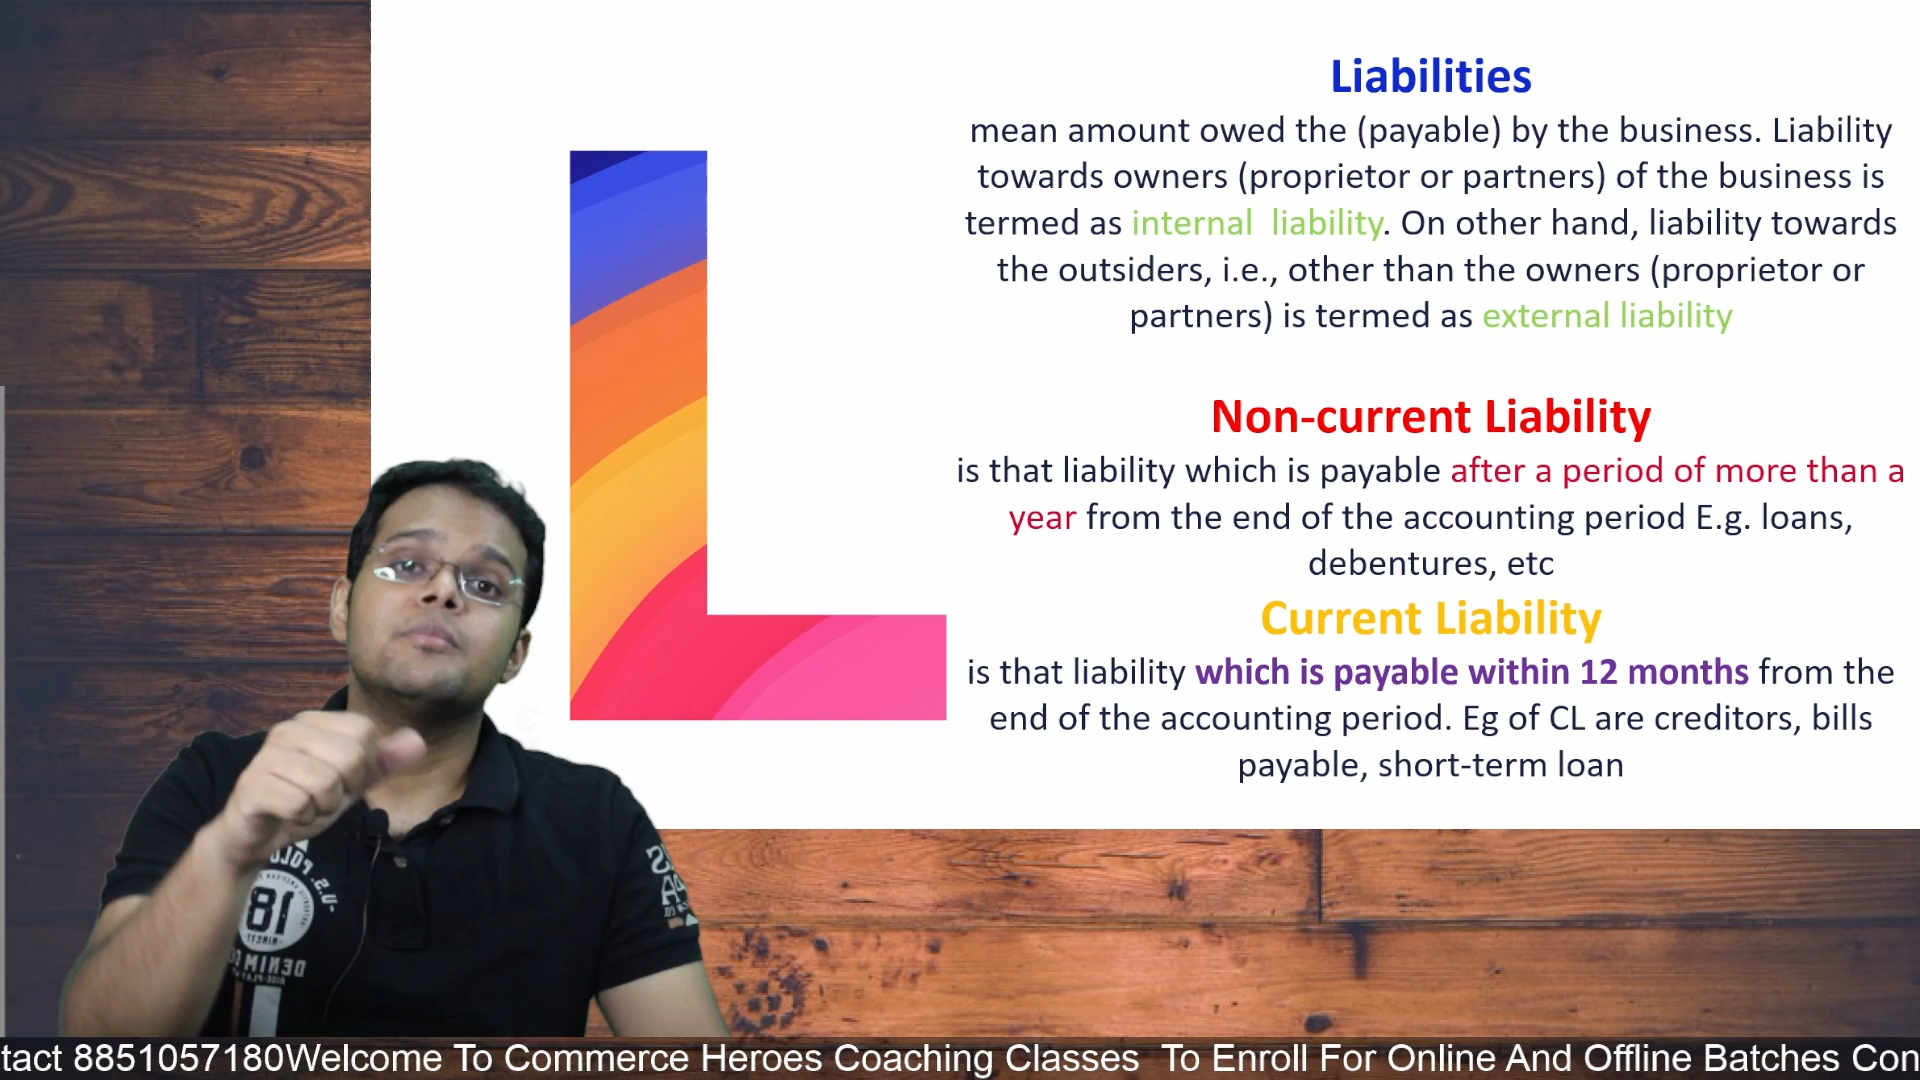 Liabilities
mean amount owed the (payable) by the business. Liability
towards owners (proprietor or partners) of the business is
termed as internal liability. On other hand, liability towards
the outsiders, i.e., other than the owners (proprietor or
partners) is termed as external liability
Non-current Liability
is that liability which is payable after a period of more than a
year from the end of the accounting period E.g. loans,
debentures, etc
Current Liability
is that liability which is payable within 12 months from the
end of the accounting period. Eg of CL are creditors, bills
payable, short-term loan
L
U.S. POLO
18
DENIM
tact 8851057180Welcome To Commerce Heroes Coaching Classes To Enroll For Online And Offline Batches Con